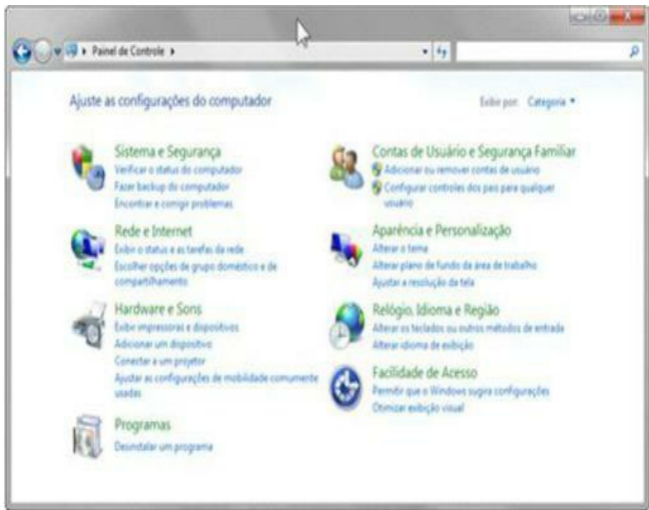 Painel de Controle
Ajuste as configurações do computador
Exibir por: Categoria
Sistema e Segurança
Verificar o status do computador
Fazer backup do computador
Encontrar e corrigir problemas
Rede e Internet
Exibir o status e as tarefas da rede
Escolher opções de grupo doméstico e de
compartilhamento
Hardware e Sons
Exibir impressoras e dispositivos
Adicionar um dispositivo
Conectar a um projetor
Ajustar as configurações de mobilidade comumente
usadas
Programas
Desinstalar um programa
Contas de Usuário e Segurança Familiar
Adicionar ou remover contas de usuário
Configurar controles dos pais para qualquer
usuário
Aparência e Personalização
Alterar o tema
Alterar plano de fundo da área de trabalho
Ajustar a resolução da tela
Relógio, Idioma e Região
Alterar os teclados ou outros métodos de entrada
Alterar idioma de exibição
Facilidade de Acesso
Permitir que o Windows sugira configurações
Otimizar exibição visual